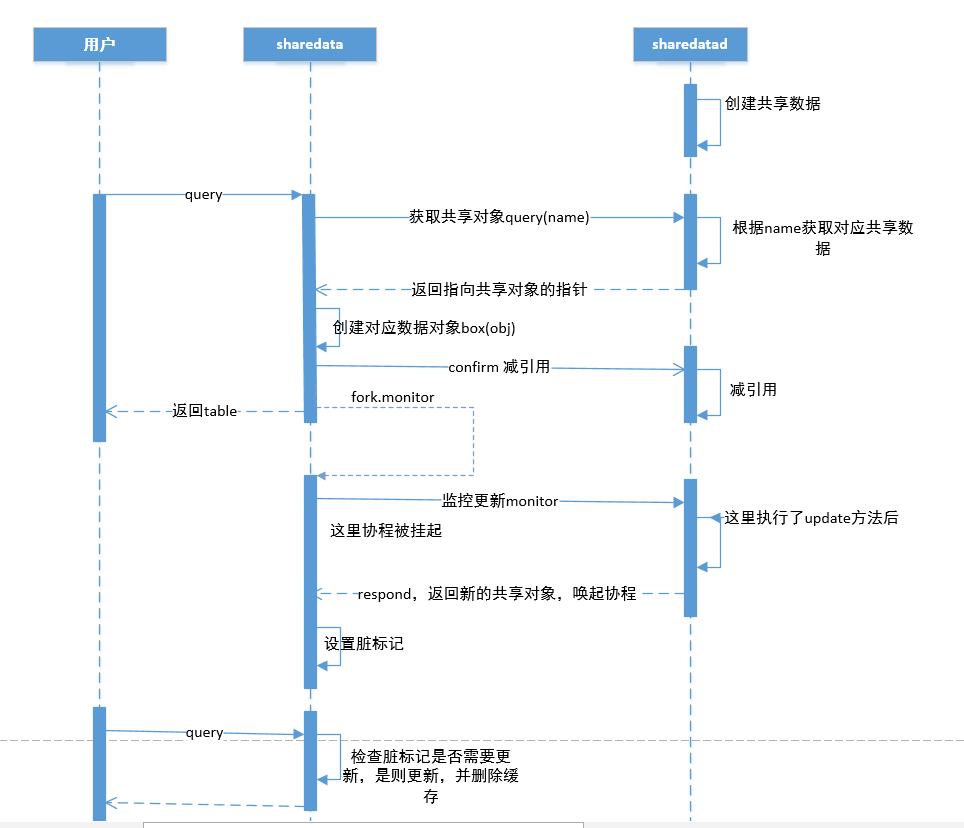 用户
sharedata
sharedatad
创建共享数据
query
获取共享对象query(name)
根据name获取对应共享数
据
返回指向共享对象的指针
创建对应数据对象box(obj)
confirm 减引用
减引用
fork.monitor
返回table
监控更新monitor
这里执行了update方法后
这里协程被挂起
respond，返回新的共享对象，唤起协程
设置脏标记
query
检查脏标记是否需要更
新，是则更新，并删除缓
存